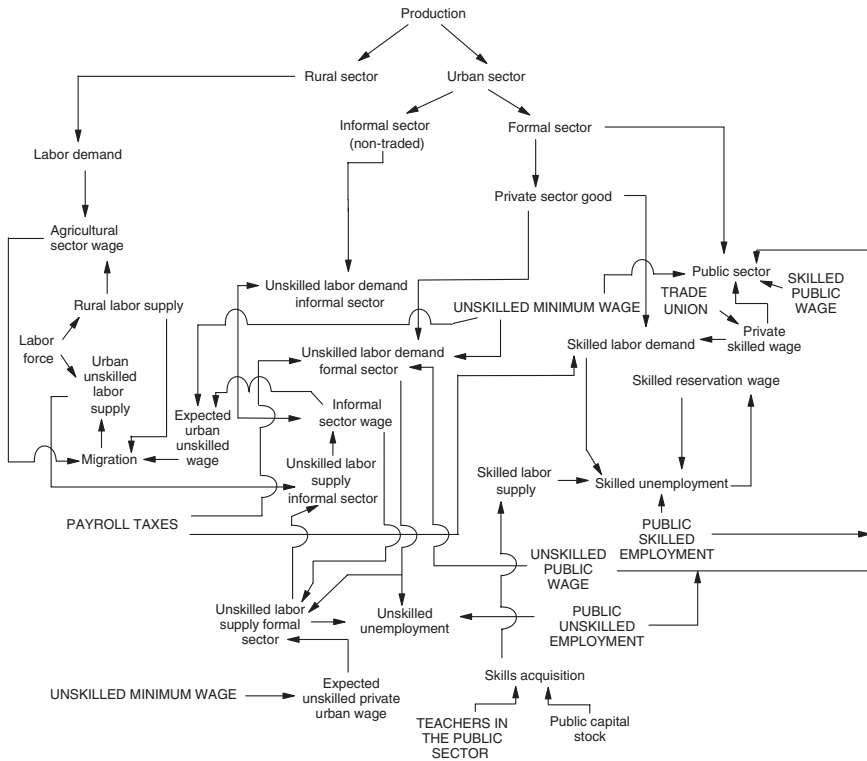 Production
Rural sector
Urban sector
Informal sector
(non-traded)
Formal sector
Labor demand
Private sector good
Agricultural
sector wage
Public sector
SKILLED
PUBLIC
WAGE
Unskilled labor demand
informal sector
TRADE
UNION
Rural labor supply
UNSKILLED MINIMUM WAGE
Private
skilled wage
Labor
force
Skilled labor demand
Unskilled labor demand
formal sector
Urban
unskilled
labor
supply
Skilled reservation wage
Informal
sector wage
Expected
urban
unskilled
wage
Migration
Unskilled labor
supply
informal sector
Skilled labor
supply
Skilled unemployment
PAYROLL TAXES
PUBLIC
SKILLED
EMPLOYMENT
UNSKILLED
PUBLIC
WAGE
Unskilled labor
supply formal
sector
Unskilled
unemployment
PUBLIC
UNSKILLED
EMPLOYMENT
Skills acquisition
UNSKILLED MINIMUM WAGE
Expected
unskilled private
urban wage
TEACHERS IN
THE PUBLIC
SECTOR
Public capital
stock